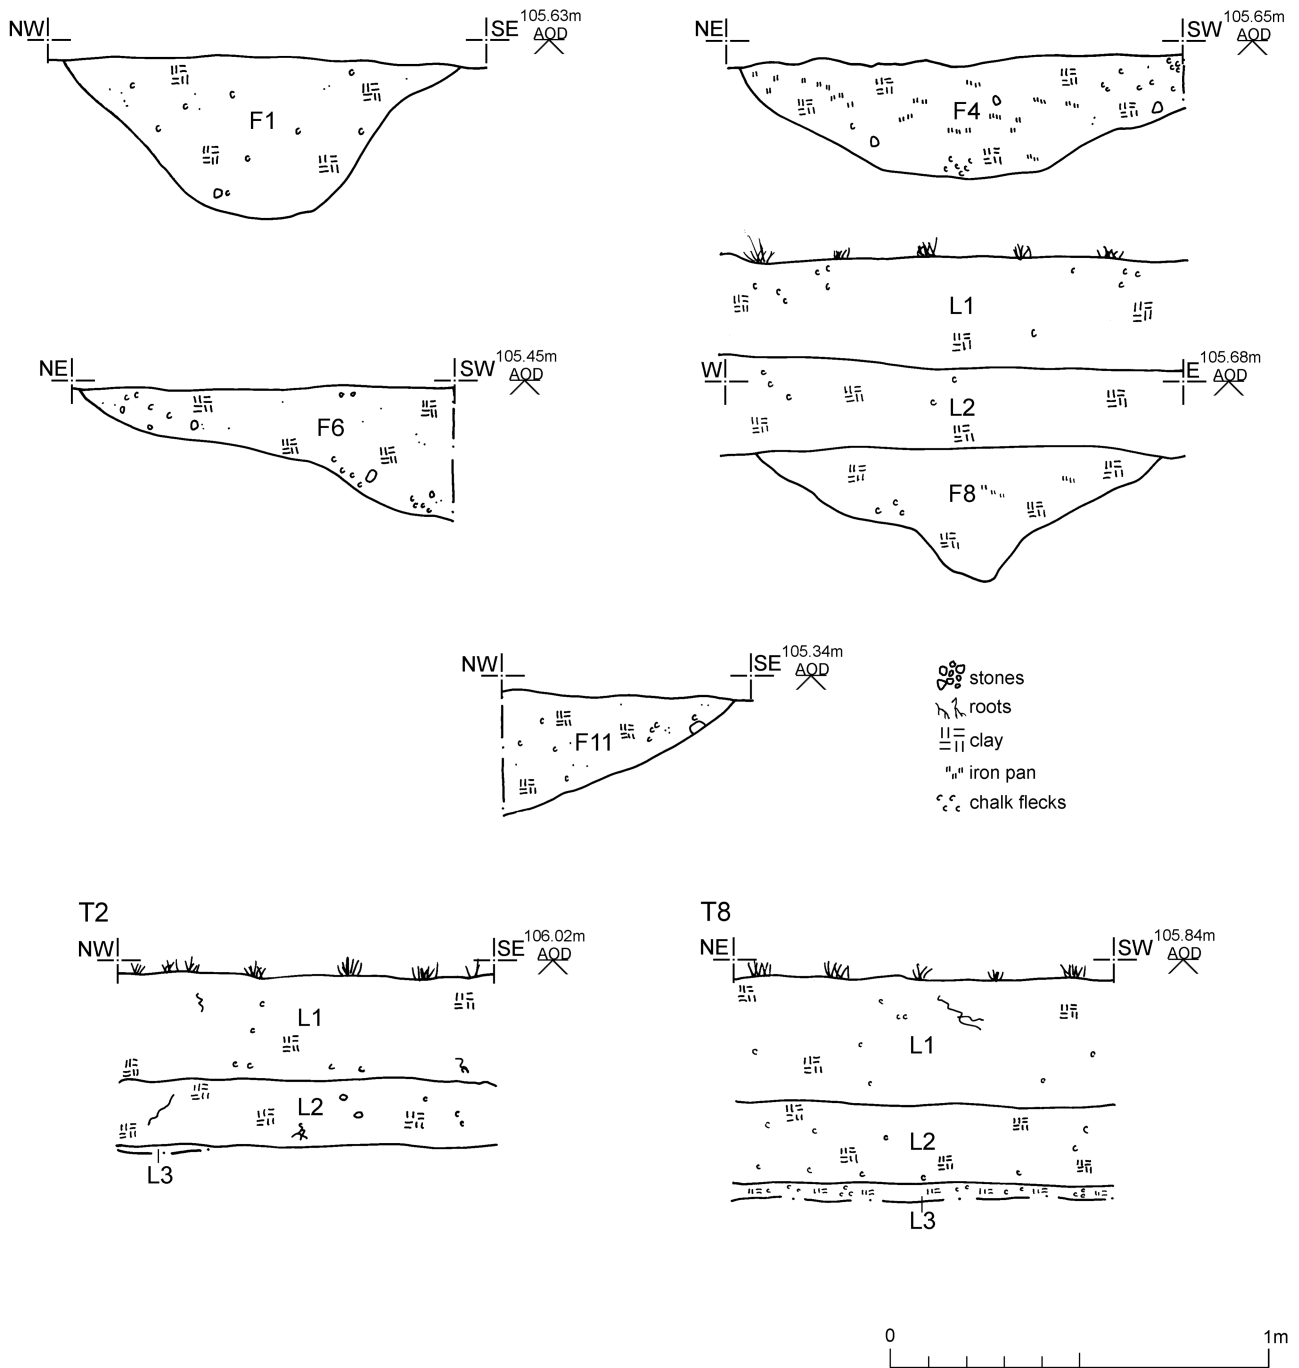 NW SE 105.63m AOD
F1
NE SW 105.65m AOD
F4
L1
W E 105.68m AOD
L2
F8
NE SW 105.45m AOD
F6
NW SE 105.34m AOD
F11
stones
roots
clay
iron pan
chalk flecks
T2
NW SE 106.02m AOD
L1
L2
L3
T8
NE SW 105.84m AOD
L1
L2
L3
0 1m